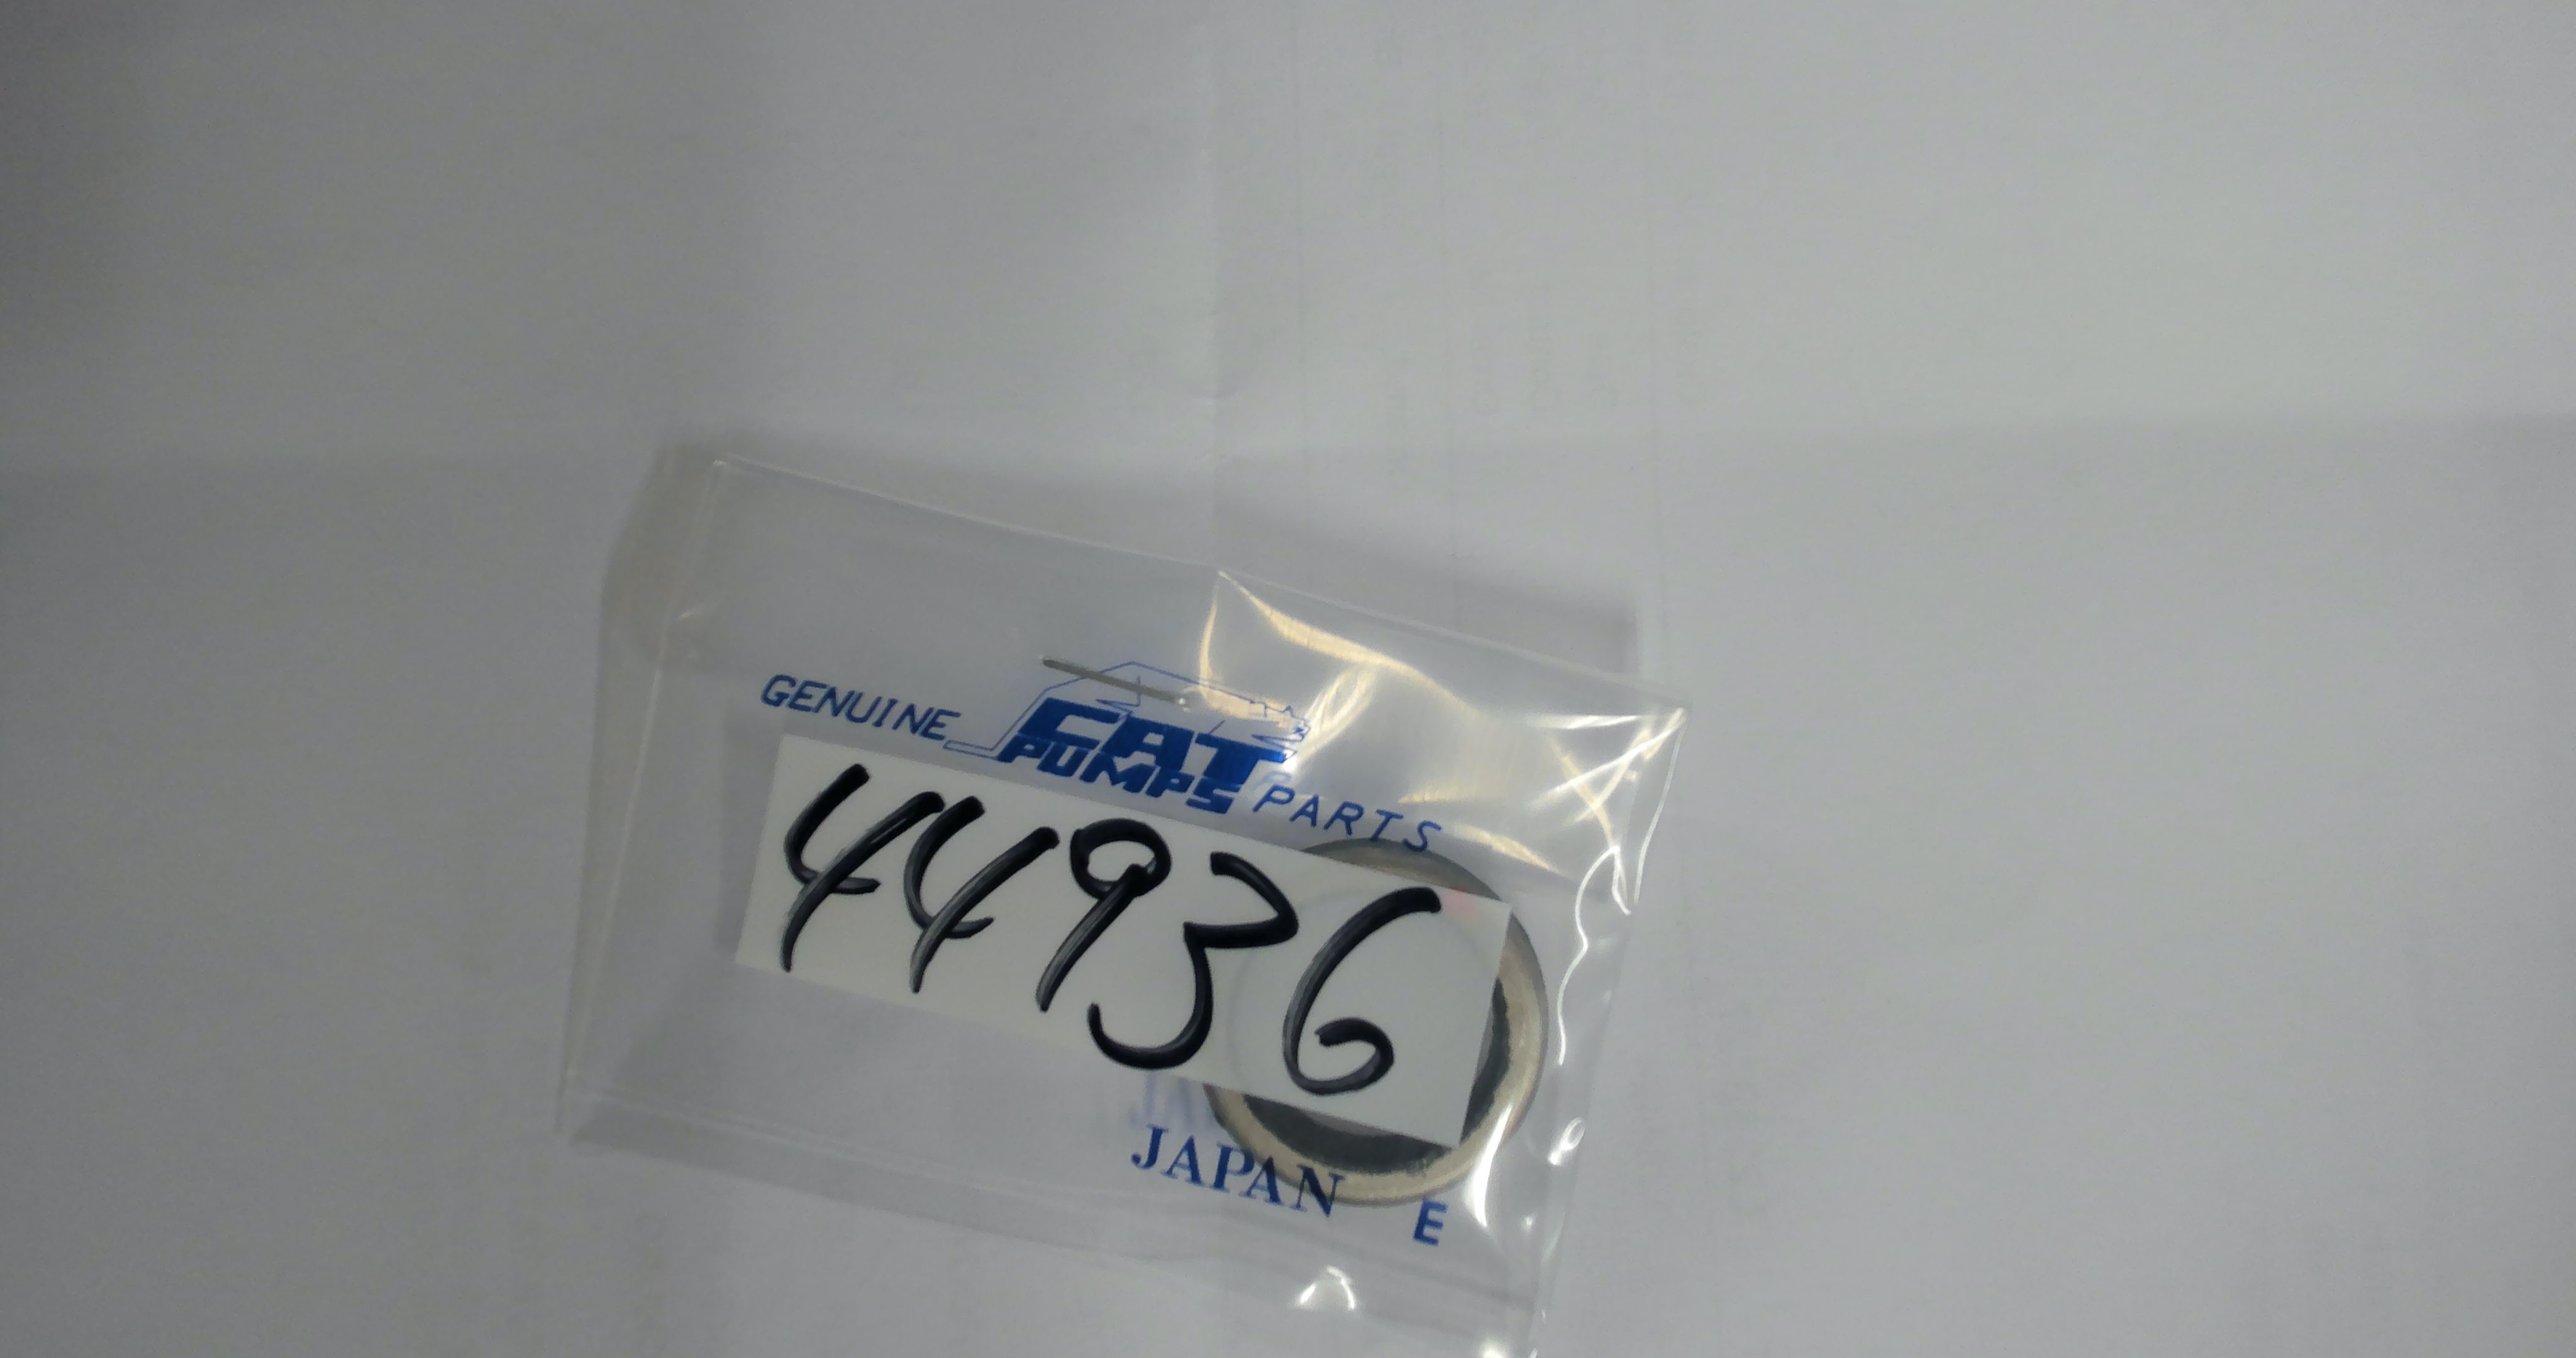 GENUINE CAT PUMPS PARTS
44936
JAPAN E